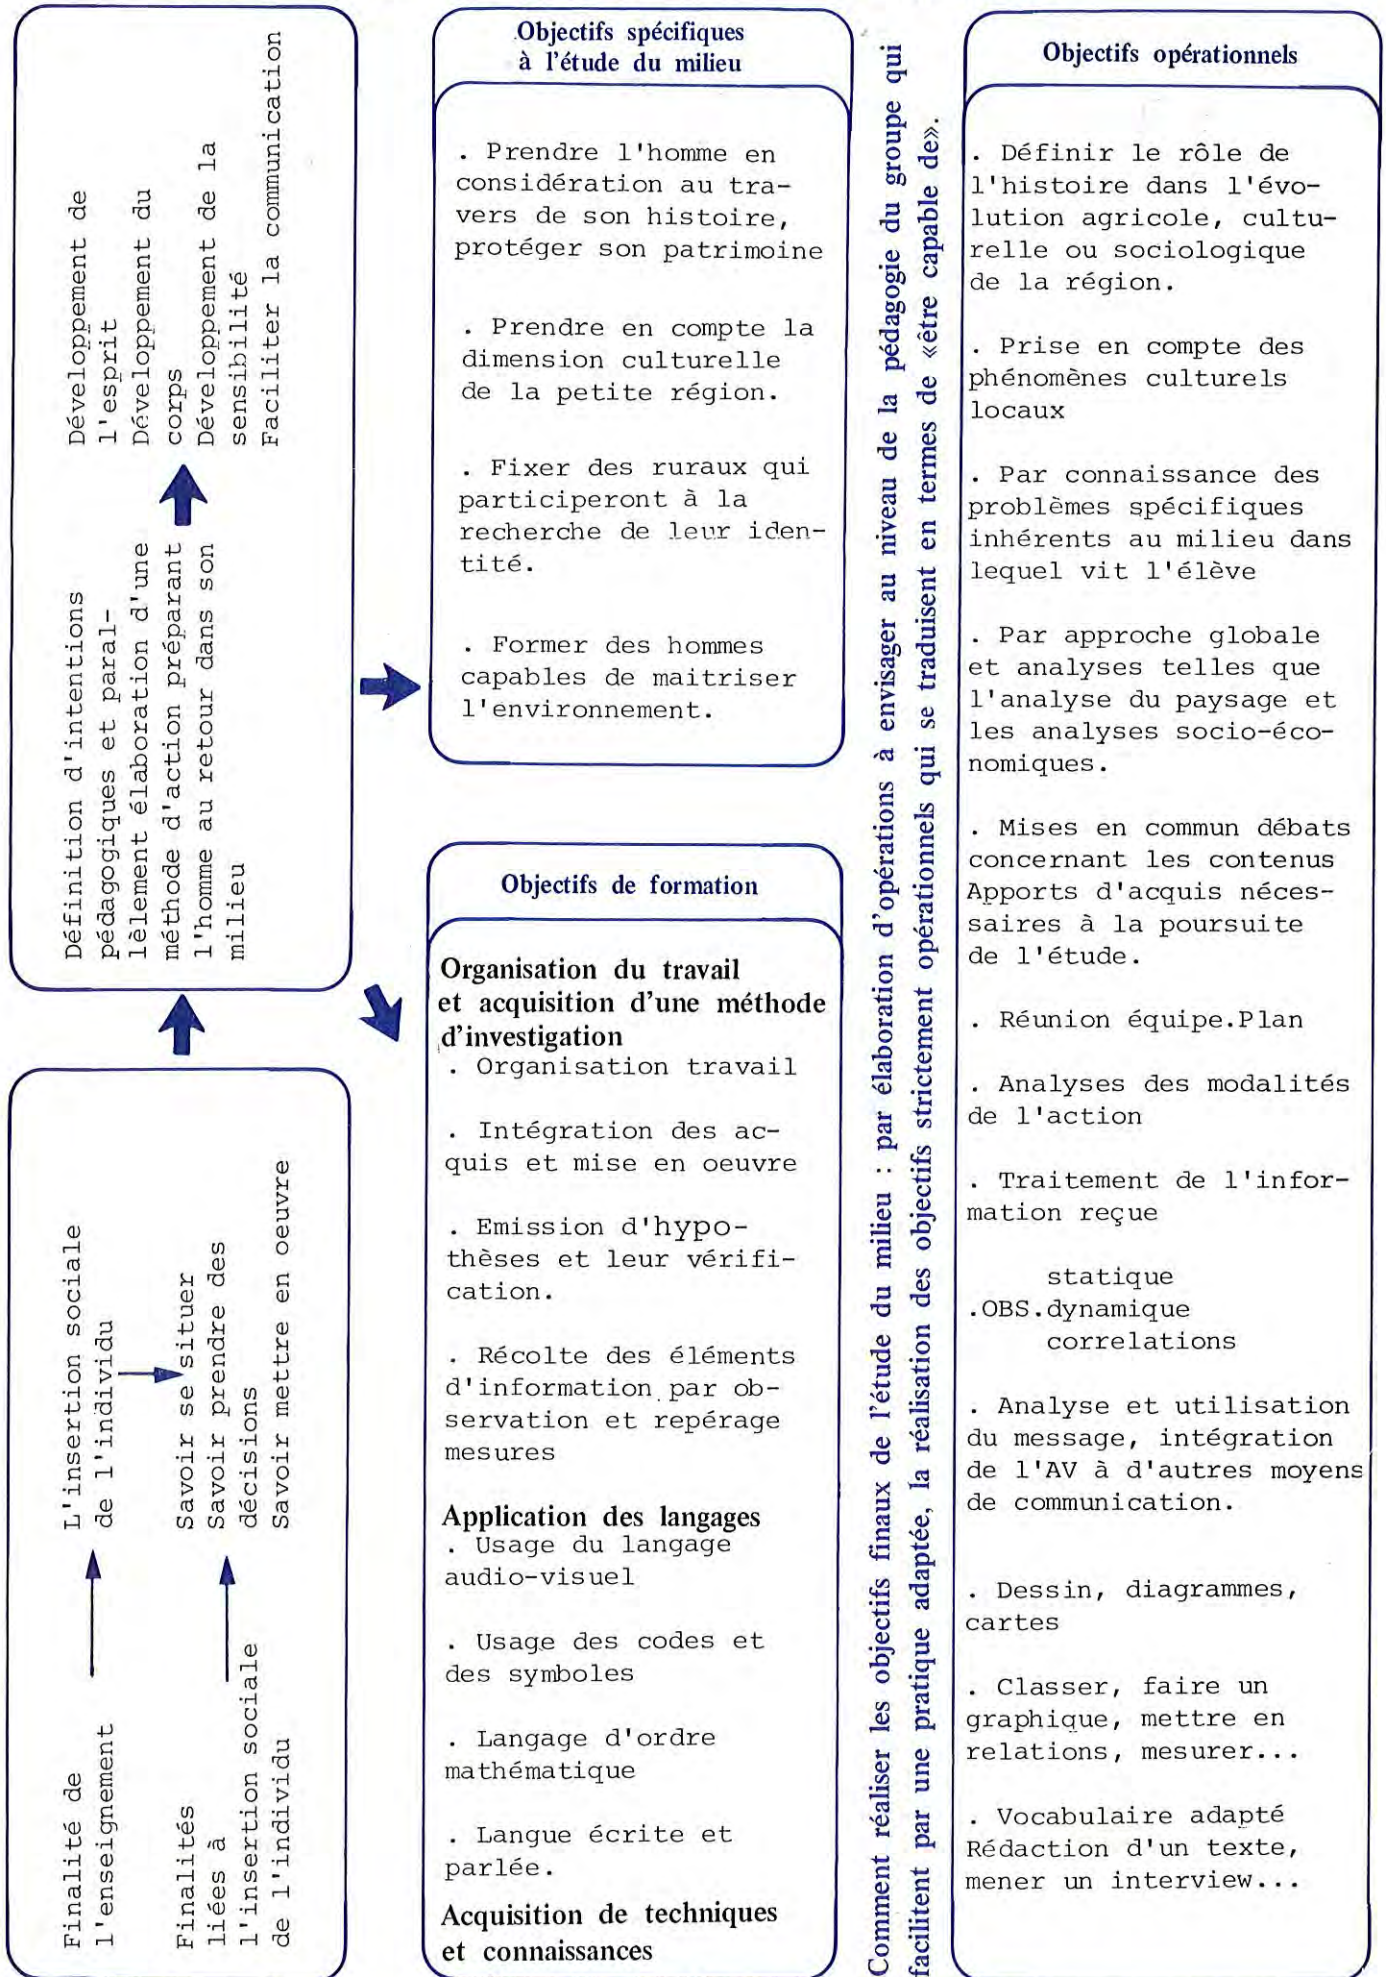 Finalité de
l'enseignement
L'insertion sociale
de l'individu
Finalités
liées à
l'insertion sociale
de l'individu
Savoir se situer
Savoir prendre des
décisions
Savoir mettre en oeuvre
Définition d'intentions
pédagogiques et paral-
lèlement élaboration d'une
méthode d'action préparant
l'homme au retour dans son
milieu
Développement de
l'esprit
Développement du
corps
Développement de la
sensibilité
Faciliter la communication
Objectifs spécifiques
à l'étude du milieu
. Prendre l'homme en
considération au tra-
vers de son histoire,
protéger son patrimoine
. Prendre en compte la
dimension culturelle
de la petite région.
. Fixer des ruraux qui
participeront à la
recherche de leur iden-
tité.
. Former des hommes
capables de maitriser
l'environnement.
Objectifs de formation
Organisation du travail
et acquisition d'une méthode
d'investigation
. Organisation travail
. Intégration des ac-
quis et mise en oeuvre
. Emission d'hypo-
thèses et leur vérifi-
cation.
. Récolte des éléments
d'information par ob-
servation et repérage
mesures
Application des langages
. Usage du langage
audio-visuel
. Usage des codes et
des symboles
. Langage d'ordre
mathématique
. Langue écrite et
parlée.
Acquisition de techniques
et connaissances
Comment réaliser les objectifs finaux de l'étude du milieu : par élaboration d'opérations à envisager au niveau de la pédagogie du groupe qui
facilitent par une pratique adaptée, la réalisation des objectifs strictement opérationnels qui se traduisent en termes de «être capable de».
Objectifs opérationnels
. Définir le rôle de
l'histoire dans l'évo-
lution agricole, cultu-
relle ou sociologique
de la région.
. Prise en compte des
phénomènes culturels
locaux
. Par connaissance des
problèmes spécifiques
inhérents au milieu dans
lequel vit l'élève
. Par approche globale
et analyses telles que
l'analyse du paysage et
les analyses socio-éco-
nomiques.
. Mises en commun débats
concernant les contenus
Apports d'acquis néces-
saires à la poursuite
de l'étude.
. Réunion équipe.Plan
. Analyses des modalités
de l'action
. Traitement de l'infor-
mation reçue
statique
.OBS.dynamique
correlations
. Analyse et utilisation
du message, intégration
de l'AV à d'autres moyens
de communication.
. Dessin, diagrammes,
cartes
. Classer, faire un
graphique, mettre en
relations, mesurer...
. Vocabulaire adapté
Rédaction d'un texte,
mener un interview...